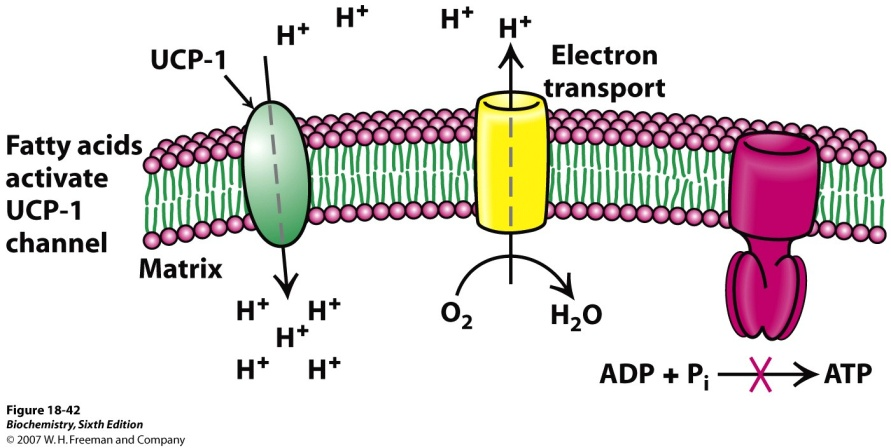 H⁺
H⁺
H⁺
H⁺
UCP-1
Electron
transport
Fatty acids
activate
UCP-1
channel
Matrix
H⁺ H⁺
H⁺
H⁺ H⁺
O₂
H₂O
ADP + Pᵢ ATP
Figure 18-42
Biochemistry, Sixth Edition
© 2007 W. H. Freeman and Company